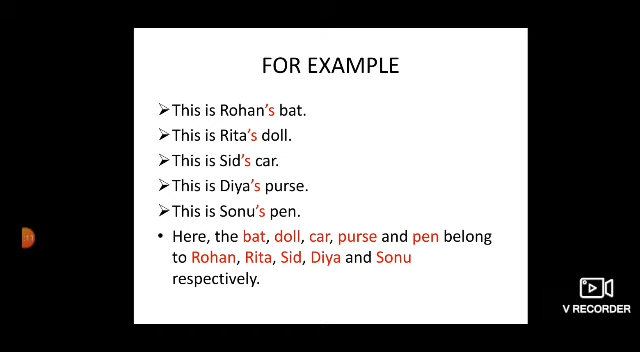 FOR EXAMPLE
➢This is Rohan's bat.
➢This is Rita's doll.
➢This is Sid's car.
➢This is Diya's purse.
➢This is Sonu's pen.
• Here, the bat, doll, car, purse and pen belong
to Rohan, Rita, Sid, Diya and Sonu
respectively.
V RECORDER